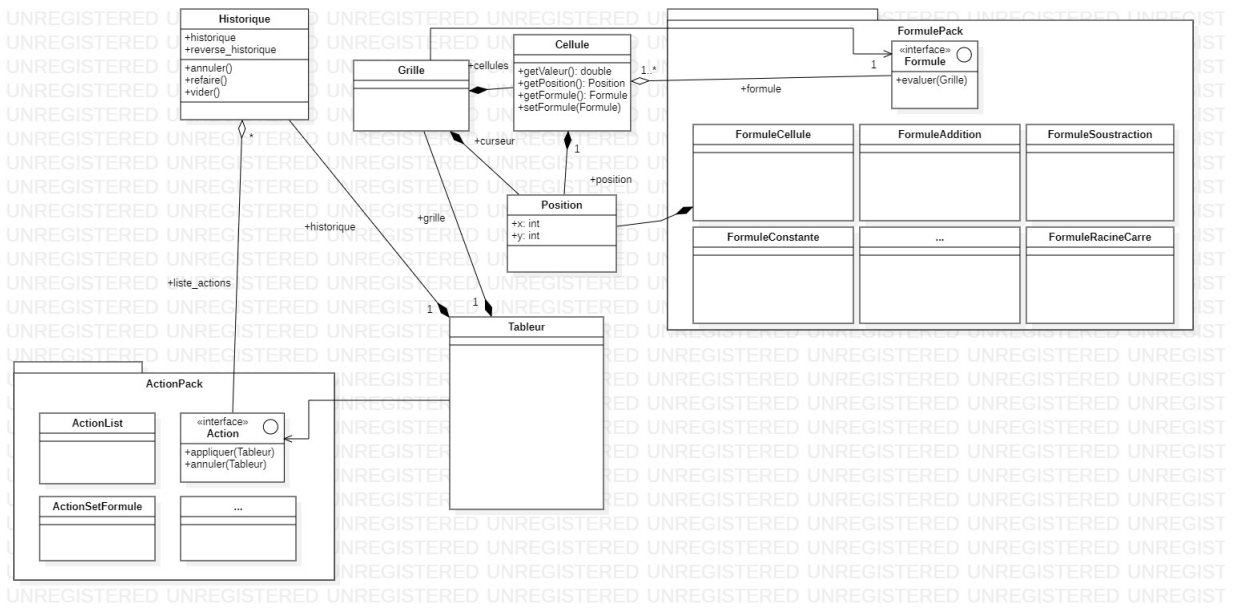 Historique
+historique
+reverse_historique
+annuler()
+refaire()
+vider()
Grille
+cellules
Cellule
+getValeur(): double
+getPosition(): Position
+getFormule(): Formule
+setFormule(Formule)
1..*
+formule
1
FormulePack
«interface»
Formule
+evaluer(Grille)
FormuleCellule
FormuleAddition
FormuleSoustraction
FormuleConstante
...
FormuleRacineCarre
*
+curseur
1
+position
Position
+x: int
+y: int
+grille
+historique
+liste_actions
1
1
Tableur
ActionPack
ActionList
«interface»
Action
+appliquer(Tableur)
+annuler(Tableur)
ActionSetFormule
...
UNREGISTERED